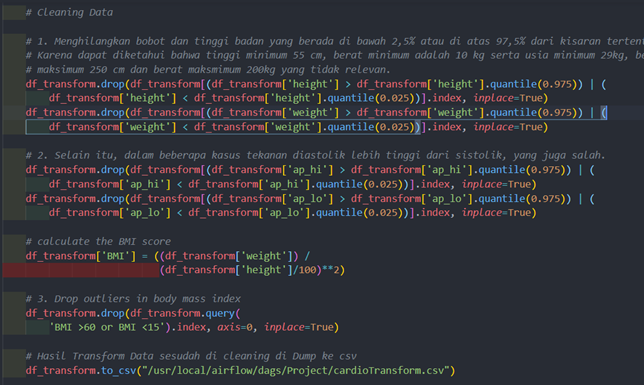 # Cleaning Data
# 1. Menghilangkan bobot dan tinggi badan yang berada di bawah 2,5% atau di atas 97,5% dari kisaran
# Karena dapat diketahui bahwa tinggi minimum 55 cm, berat minimum adalah 10 kg serta usia minimum 29kg,
# maksimum 250 cm dan berat maksmimum 200kg yang tidak relevan.
df_transform.drop(df_transform[(df_transform['height'] > df_transform['height'].quantile(0.975)) | (
df_transform['height'] < df_transform['height'].quantile(0.025))].index, inplace=True)
df_transform.drop(df_transform[(df_transform['weight'] > df_transform['weight'].quantile(0.975)) | (
df_transform['weight'] < df_transform['weight'].quantile(0.025))].index, inplace=True)
# 2. Selain itu, dalam beberapa kasus tekanan diastolik lebih tinggi dari sistolik, yang juga salah.
df_transform.drop(df_transform[(df_transform['ap_hi'] > df_transform['ap_hi'].quantile(0.975)) | (
df_transform['ap_hi'] < df_transform['ap_hi'].quantile(0.025))].index, inplace=True)
df_transform.drop(df_transform[(df_transform['ap_lo'] > df_transform['ap_lo'].quantile(0.975)) | (
df_transform['ap_lo'] < df_transform['ap_lo'].quantile(0.025))].index, inplace=True)
# calculate the BMI score
df_transform['BMI'] = ((df_transform['weight']) /
(df_transform['height']/100)**2)
# 3. Drop outliers in body mass index
df_transform.drop(df_transform.query(
'BMI >60 or BMI <15').index, axis=0, inplace=True)
# Hasil Transform Data sesudah di cleaning di Dump ke csv
df_transform.to_csv("/usr/local/airflow/dags/Project/cardioTransform.csv")